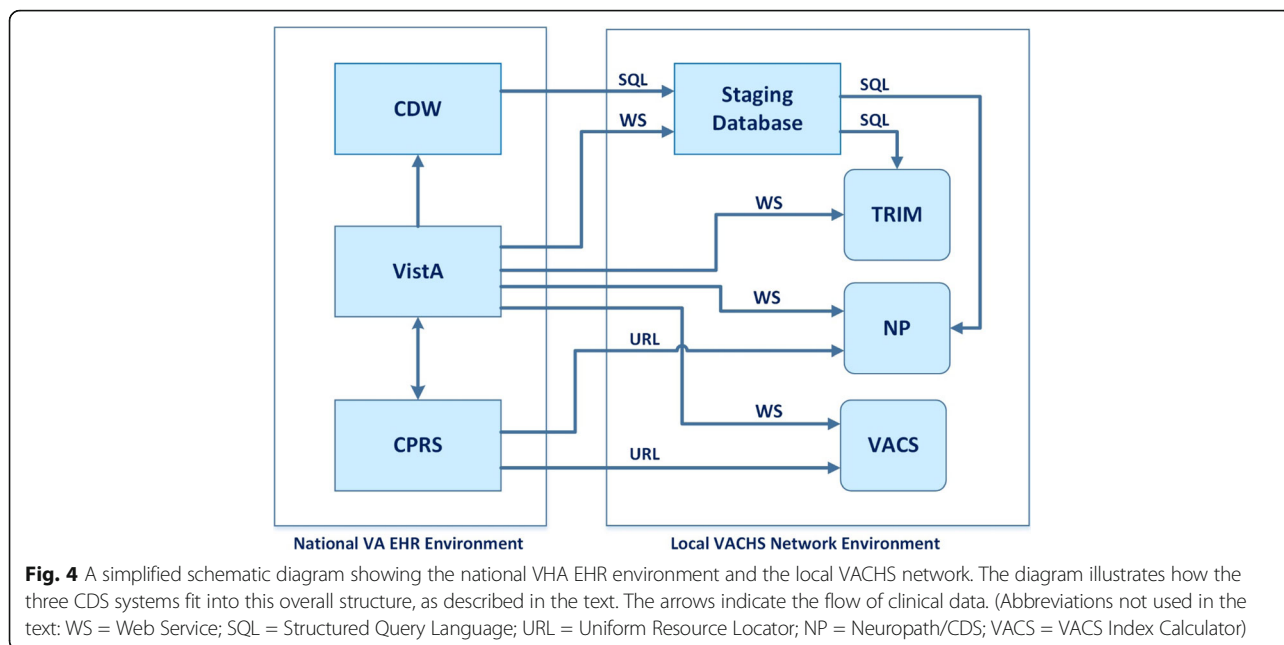 CDW
SQL
Staging
Database
SQL
WS
SQL
TRIM
WS
VistA
WS
NP
URL
CPRS
WS
VACS
URL
National VA EHR Environment
Local VACHS Network Environment
Fig. 4 A simplified schematic diagram showing the national VHA EHR environment and the local VACHS network. The diagram illustrates how the
three CDS systems fit into this overall structure, as described in the text. The arrows indicate the flow of clinical data. (Abbreviations not used in the
text: WS = Web Service; SQL = Structured Query Language; URL = Uniform Resource Locator; NP = Neuropath/CDS; VACS = VACS Index Calculator)